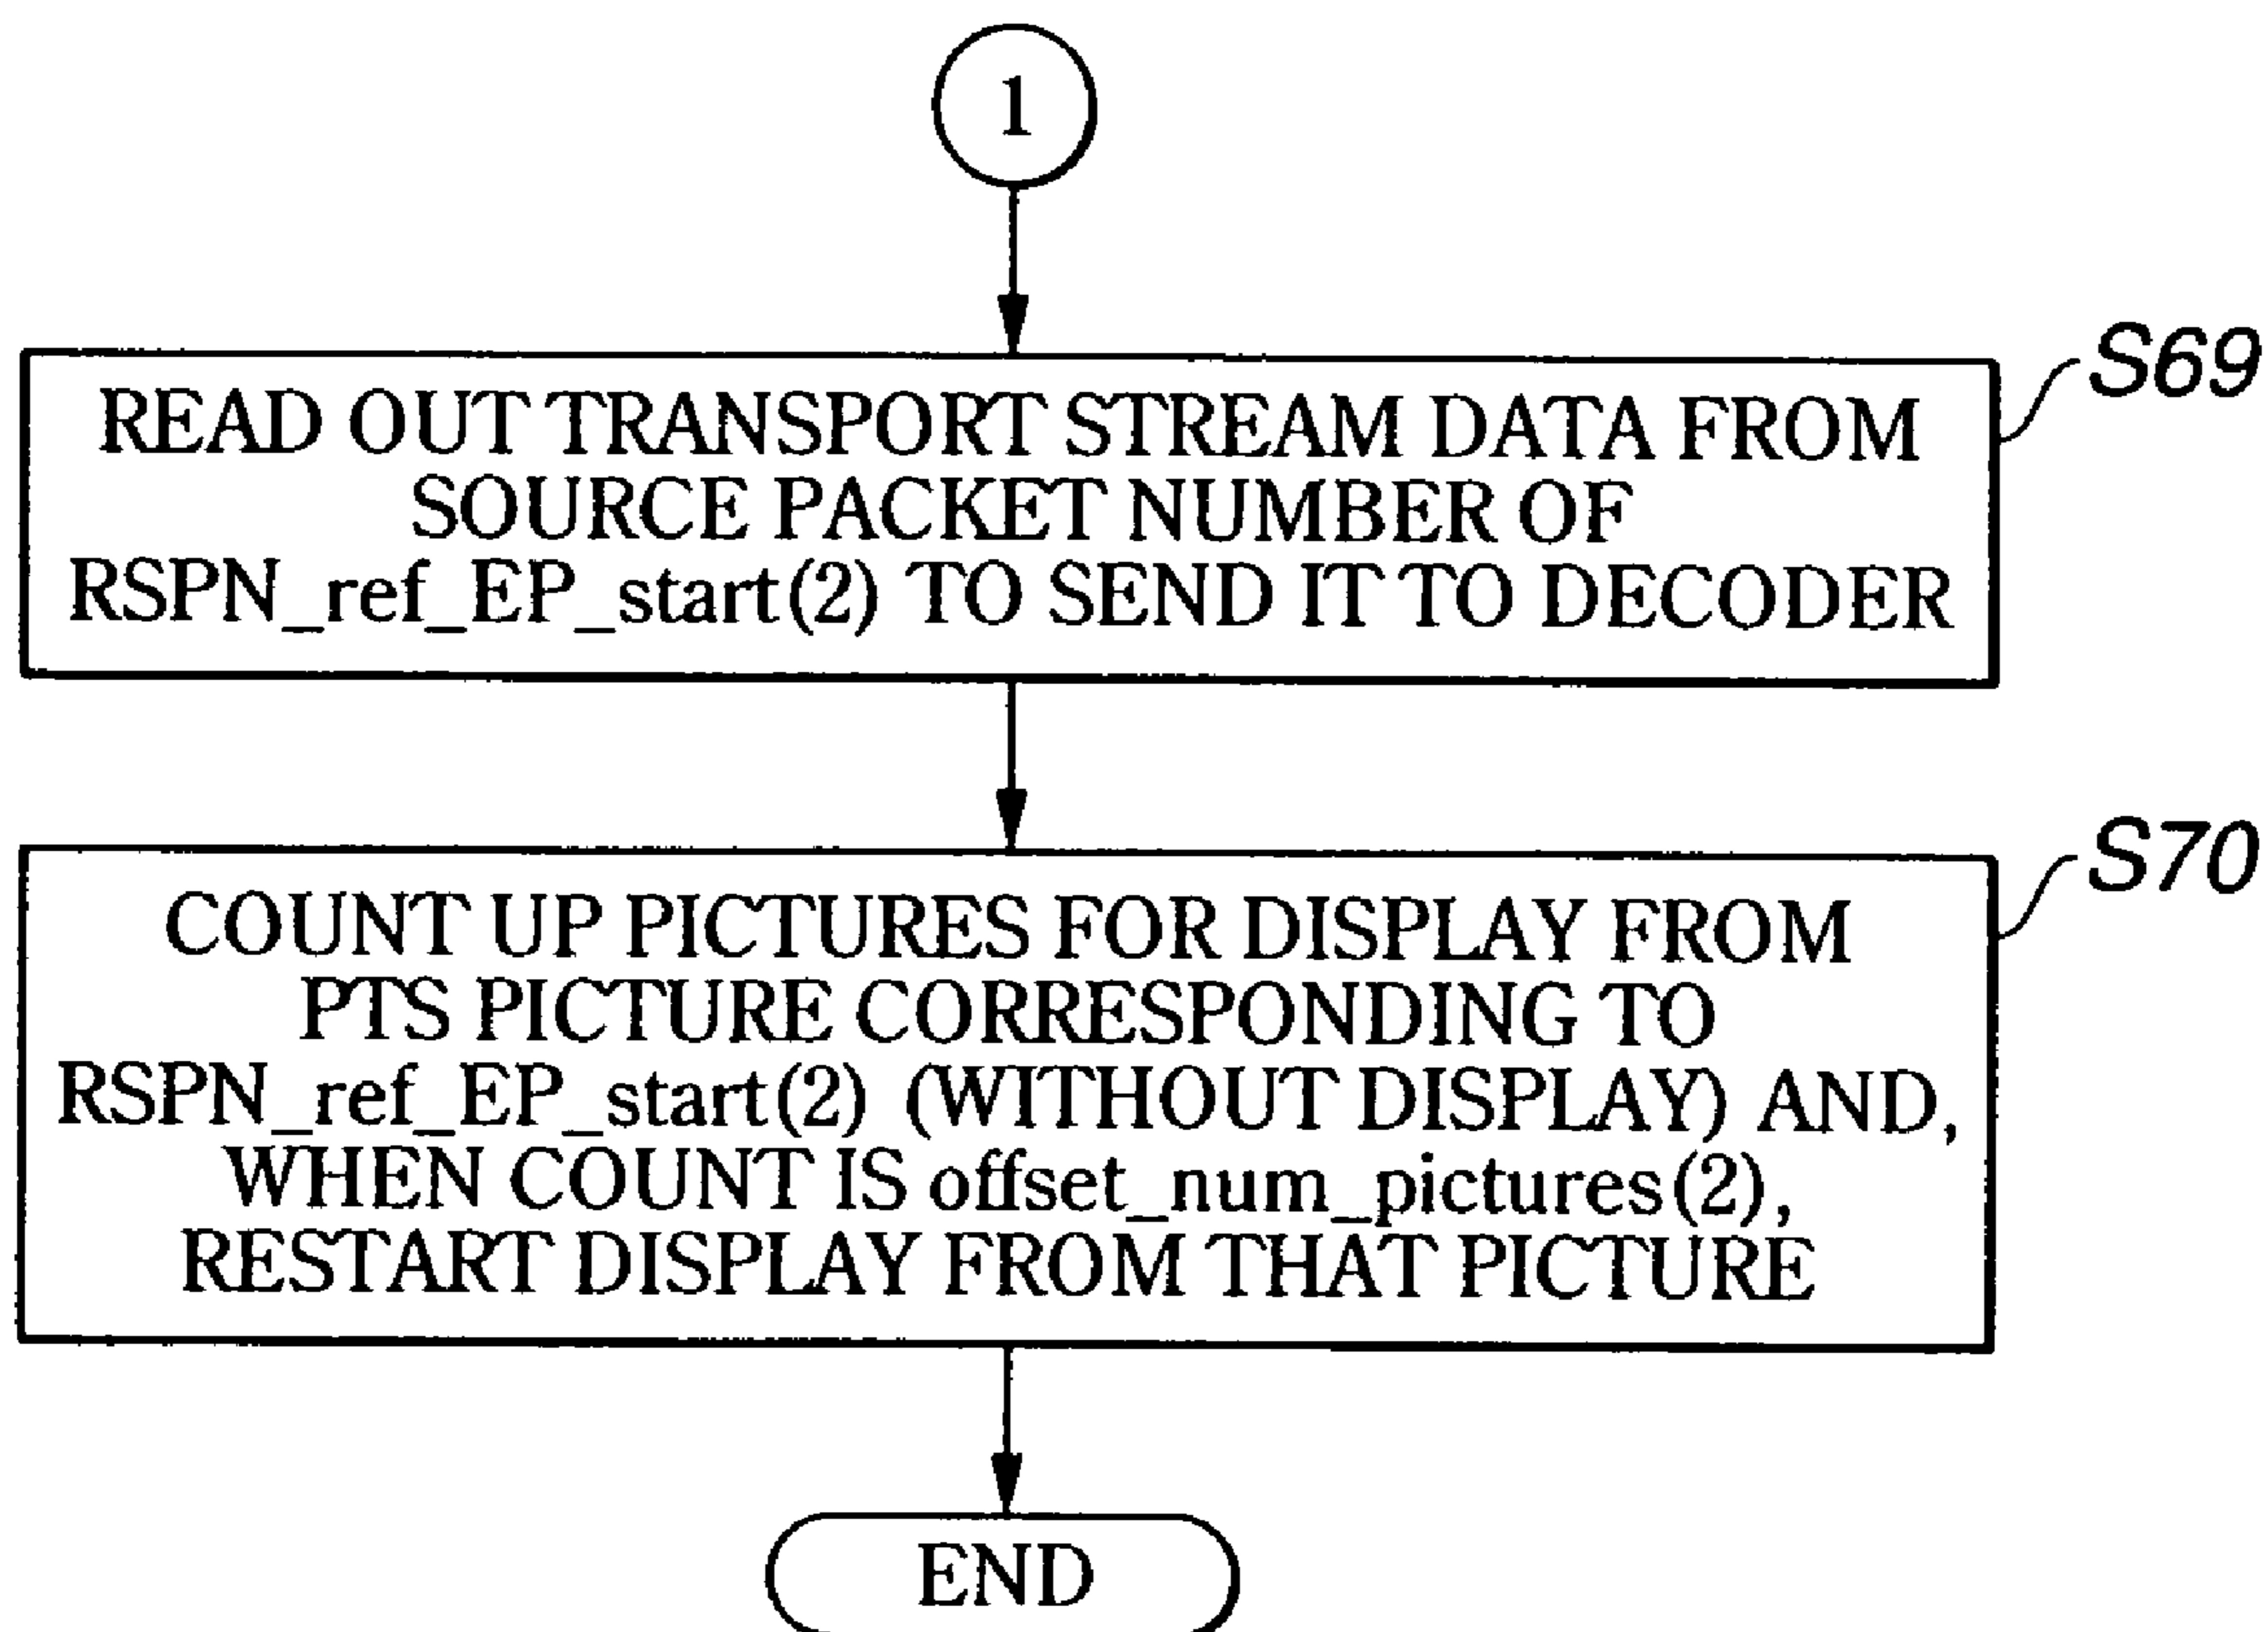 1
S69
READ OUT TRANSPORT STREAM DATA FROM
SOURCE PACKET NUMBER OF
RSPN_ref_EP_start(2) TO SEND IT TO DECODER
S70
COUNT UP PICTURES FOR DISPLAY FROM
PTS PICTURE CORRESPONDING TO
RSPN_ref_EP_start(2) (WITHOUT DISPLAY) AND,
WHEN COUNT IS offset_num_pictures(2),
RESTART DISPLAY FROM THAT PICTURE
END